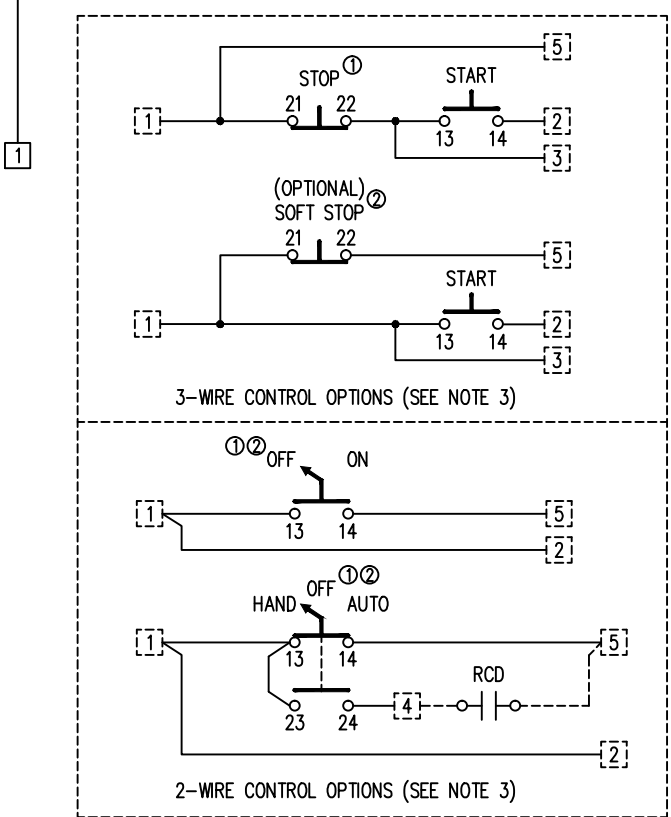 1
5
STOP ①
START
21 22
1
2
13 14
3
(OPTIONAL)
SOFT STOP ②
21 22
5
START
1
2
13 14
3
3-WIRE CONTROL OPTIONS (SEE NOTE 3)
①② OFF ON
1
5
13 14
2
OFF ①②
HAND AUTO
1
5
13 14
RCD
4
23 24
2
2-WIRE CONTROL OPTIONS (SEE NOTE 3)